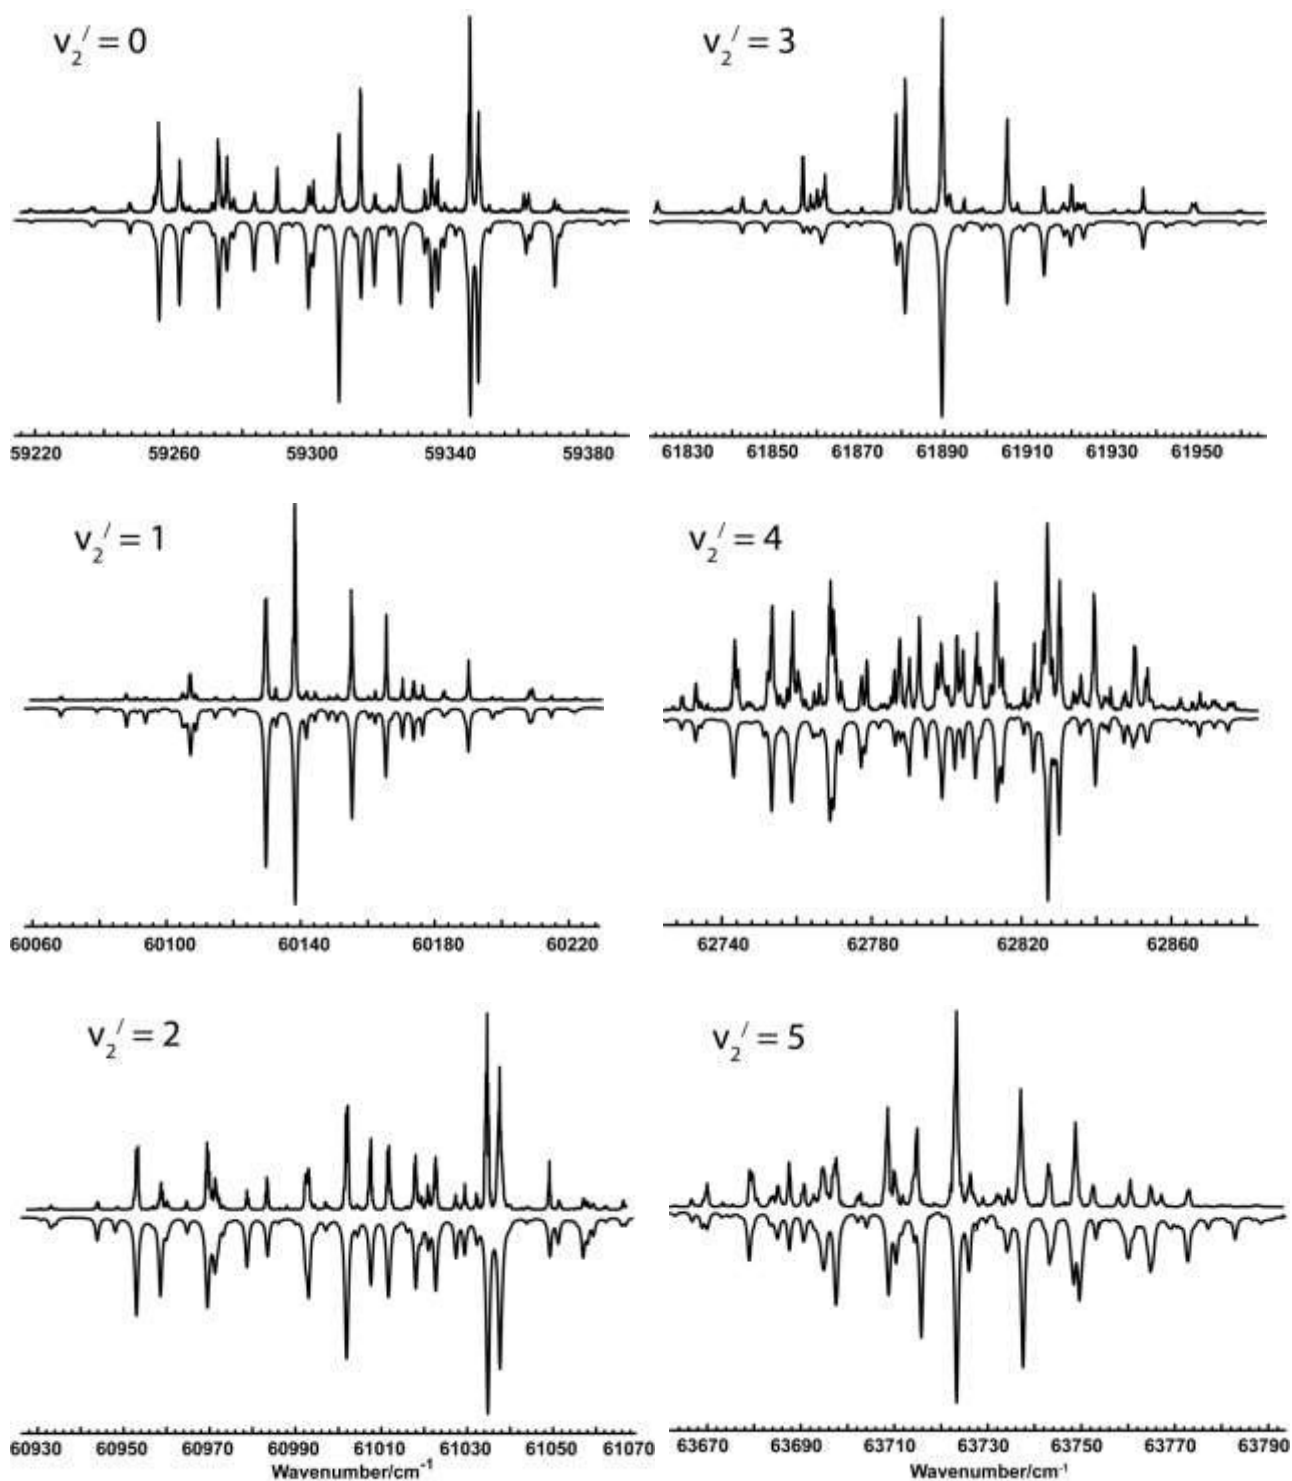 v₂′ = 0
59220 59260 59300 59340 59380
v₂′ = 3
61830 61850 61870 61890 61910 61930 61950
v₂′ = 1
60060 60100 60140 60180 60220
v₂′ = 4
62740 62780 62820 62860
v₂′ = 2
60930 60950 60970 60990 61010 61030 61050 61070
Wavenumber/cm⁻¹
v₂′ = 5
63670 63690 63710 63730 63750 63770 63790
Wavenumber/cm⁻¹